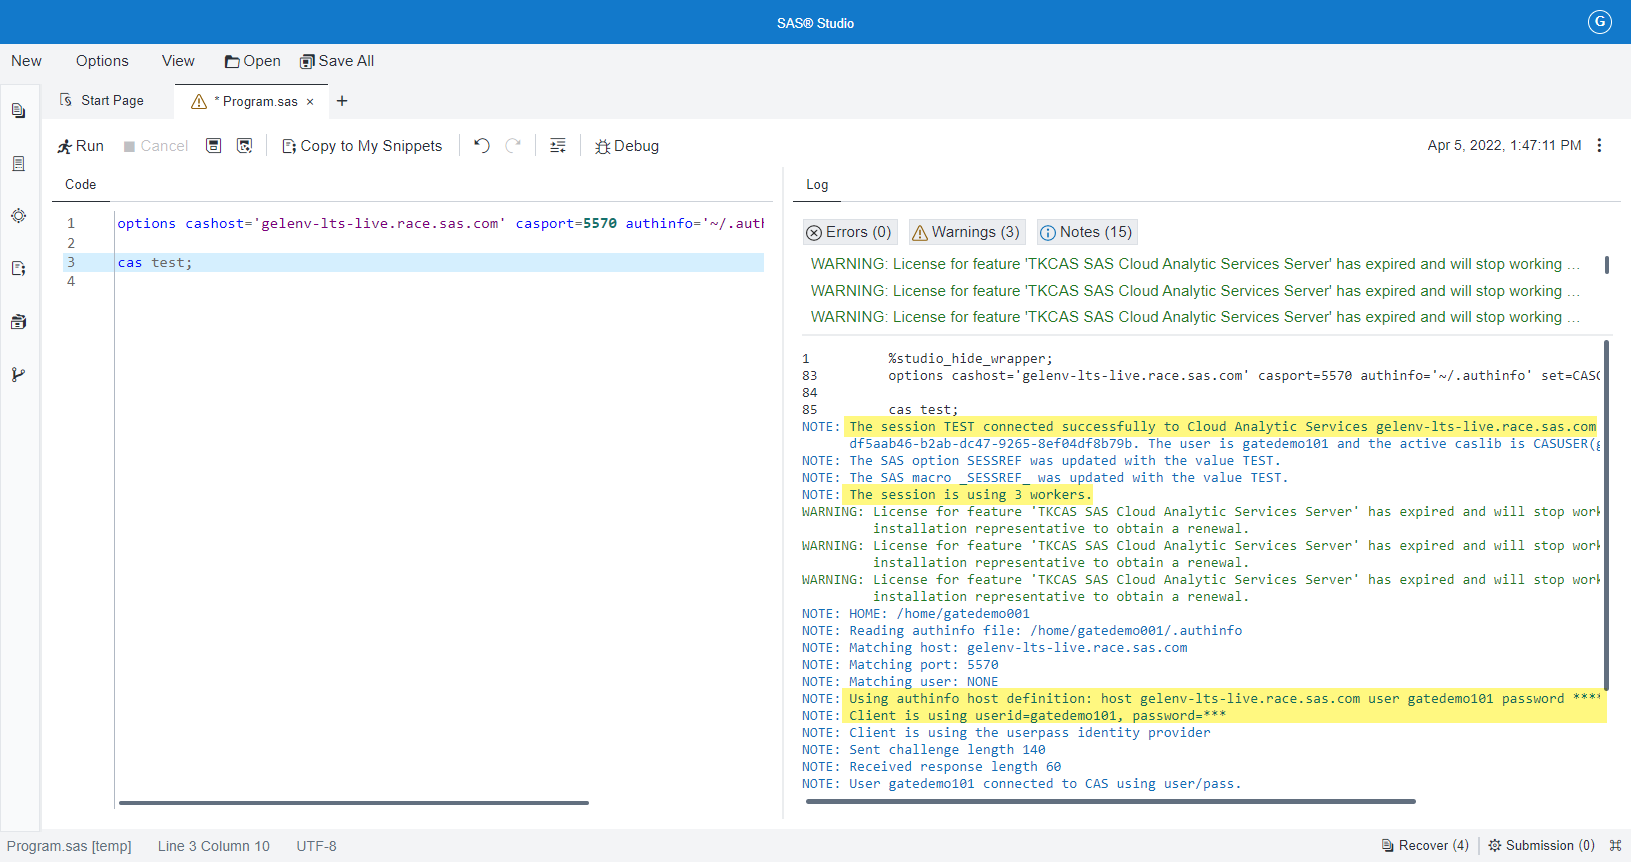 SAS® Studio
G
New Options View Open Save All
Start Page * Program.sas × +
Run Cancel Copy to My Snippets Debug Apr 5, 2022, 1:47:11 PM
Code
1 options cashost='gelenv-lts-live.race.sas.com' casport=5570 authinfo='~/.auth
2
3 cas test;
4
Log
Errors (0) Warnings (3) Notes (15)
WARNING: License for feature 'TKCAS SAS Cloud Analytic Services Server' has expired and will stop working ...
WARNING: License for feature 'TKCAS SAS Cloud Analytic Services Server' has expired and will stop working ...
WARNING: License for feature 'TKCAS SAS Cloud Analytic Services Server' has expired and will stop working ...
1 %studio_hide_wrapper;
83 options cashost='gelenv-lts-live.race.sas.com' casport=5570 authinfo='~/.authinfo' set=CASC
84
85 cas test;
NOTE: The session TEST connected successfully to Cloud Analytic Services gelenv-lts-live.race.sas.com
df5aab46-b2ab-dc47-9265-8ef04df8b79b. The user is gatedemo101 and the active caslib is CASUSER(g
NOTE: The SAS option SESSREF was updated with the value TEST.
NOTE: The SAS macro _SESSREF_ was updated with the value TEST.
NOTE: The session is using 3 workers.
WARNING: License for feature 'TKCAS SAS Cloud Analytic Services Server' has expired and will stop work
installation representative to obtain a renewal.
WARNING: License for feature 'TKCAS SAS Cloud Analytic Services Server' has expired and will stop work
installation representative to obtain a renewal.
WARNING: License for feature 'TKCAS SAS Cloud Analytic Services Server' has expired and will stop work
installation representative to obtain a renewal.
NOTE: HOME: /home/gatedemo001
NOTE: Reading authinfo file: /home/gatedemo001/.authinfo
NOTE: Matching host: gelenv-lts-live.race.sas.com
NOTE: Matching port: 5570
NOTE: Matching user: NONE
NOTE: Using authinfo host definition: host gelenv-lts-live.race.sas.com user gatedemo101 password ****
NOTE: Client is using userid=gatedemo101, password=***
NOTE: Client is using the userpass identity provider
NOTE: Sent challenge length 140
NOTE: Received response length 60
NOTE: User gatedemo101 connected to CAS using user/pass.
Program.sas [temp] Line 3 Column 10 UTF-8 Recover (4) Submission (0)